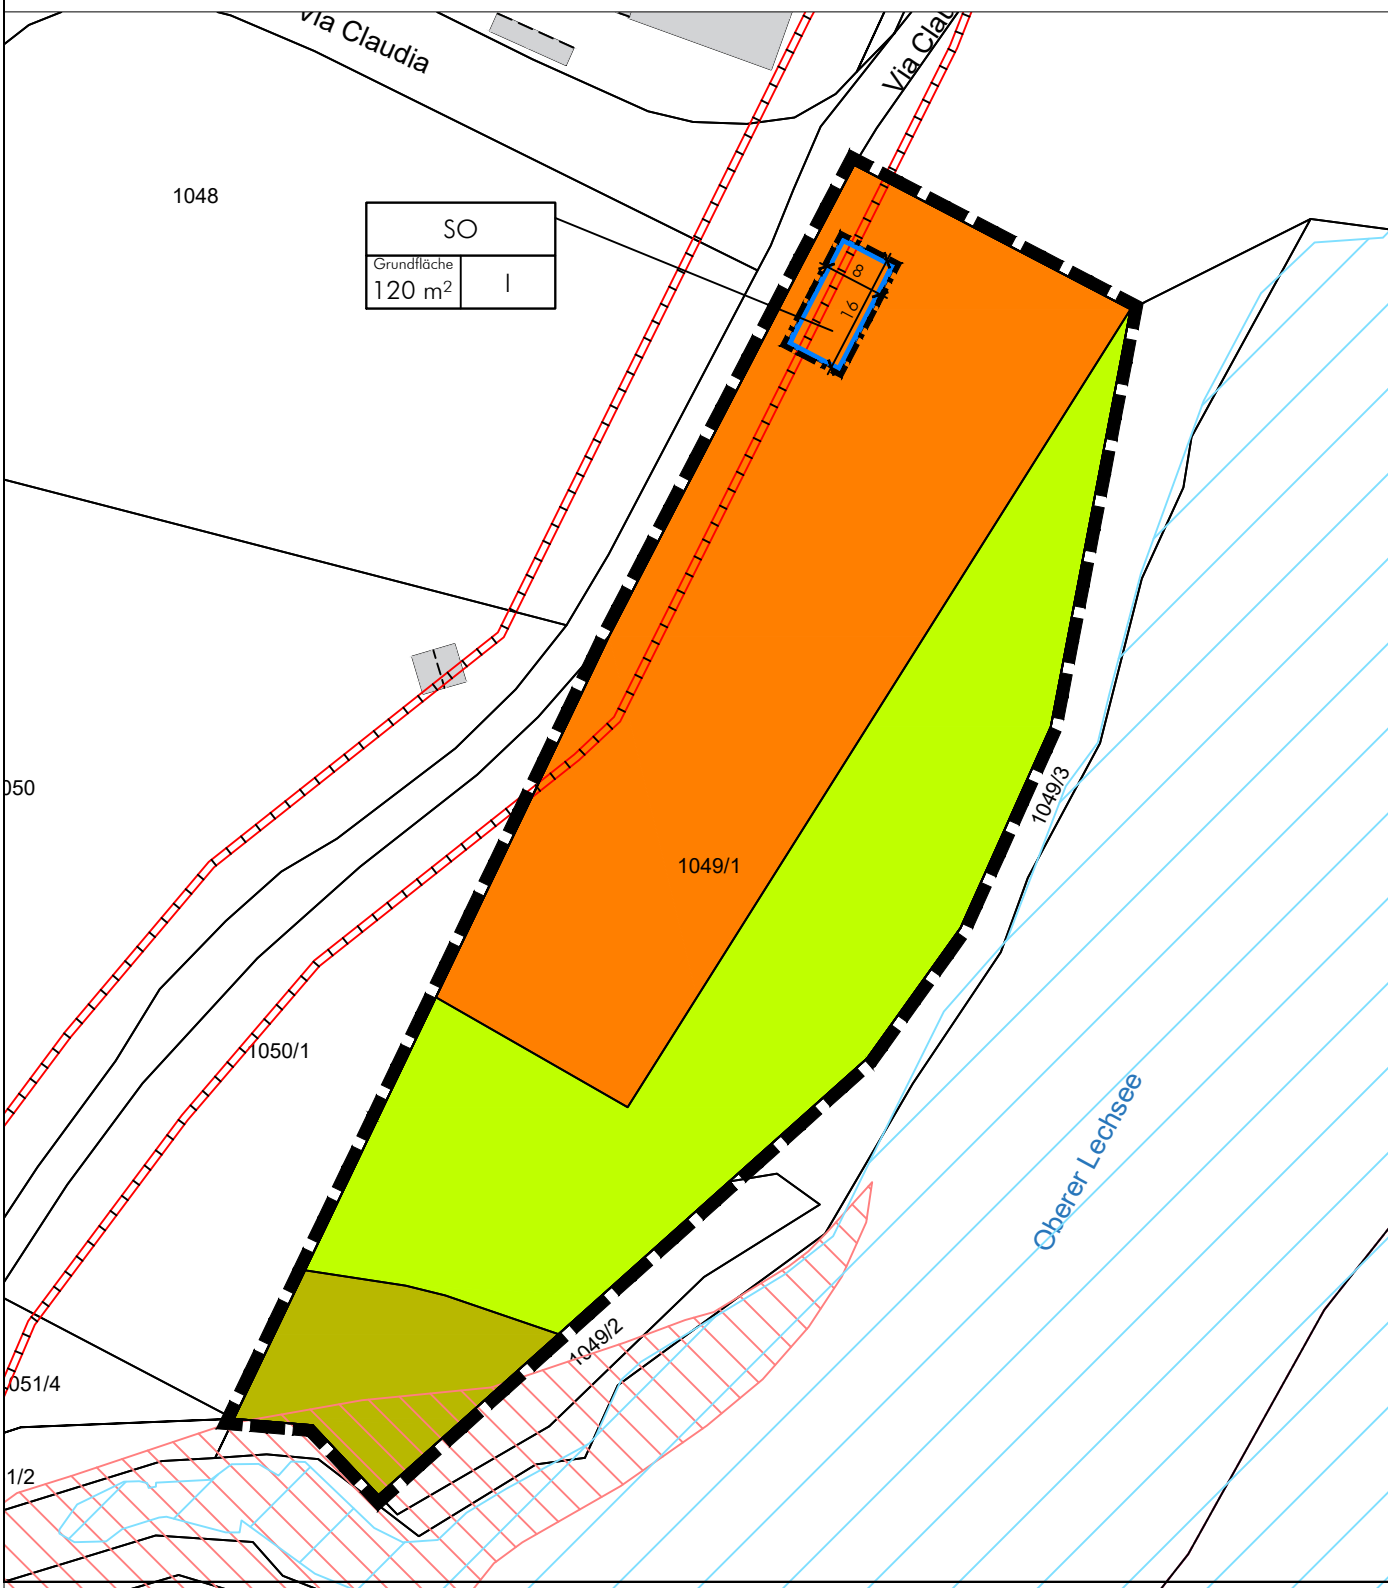 Via Claudia
Via Clau
1048
SO
Grundfläche
120 m²
I
8
16
050
1049/3
1049/1
1050/1
Oberer Lechsee
1049/2
051/4
1/2